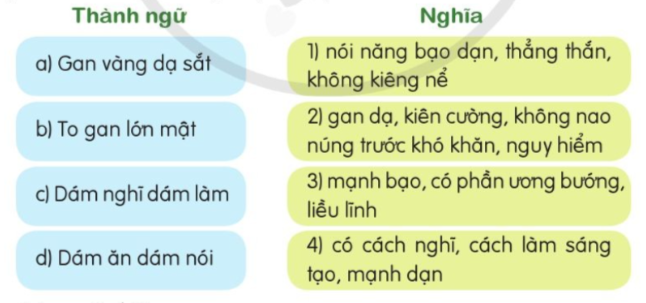 Thành ngữ
Nghĩa
a) Gan vàng dạ sắt
1) nói năng bạo dạn, thẳng thắn,
không kiêng nể
b) To gan lớn mật
2) gan dạ, kiên cường, không nao
núng trước khó khăn, nguy hiểm
c) Dám nghĩ dám làm
3) mạnh bạo, có phần ương bướng,
liều lĩnh
d) Dám ăn dám nói
4) có cách nghĩ, cách làm sáng
tạo, mạnh dạn